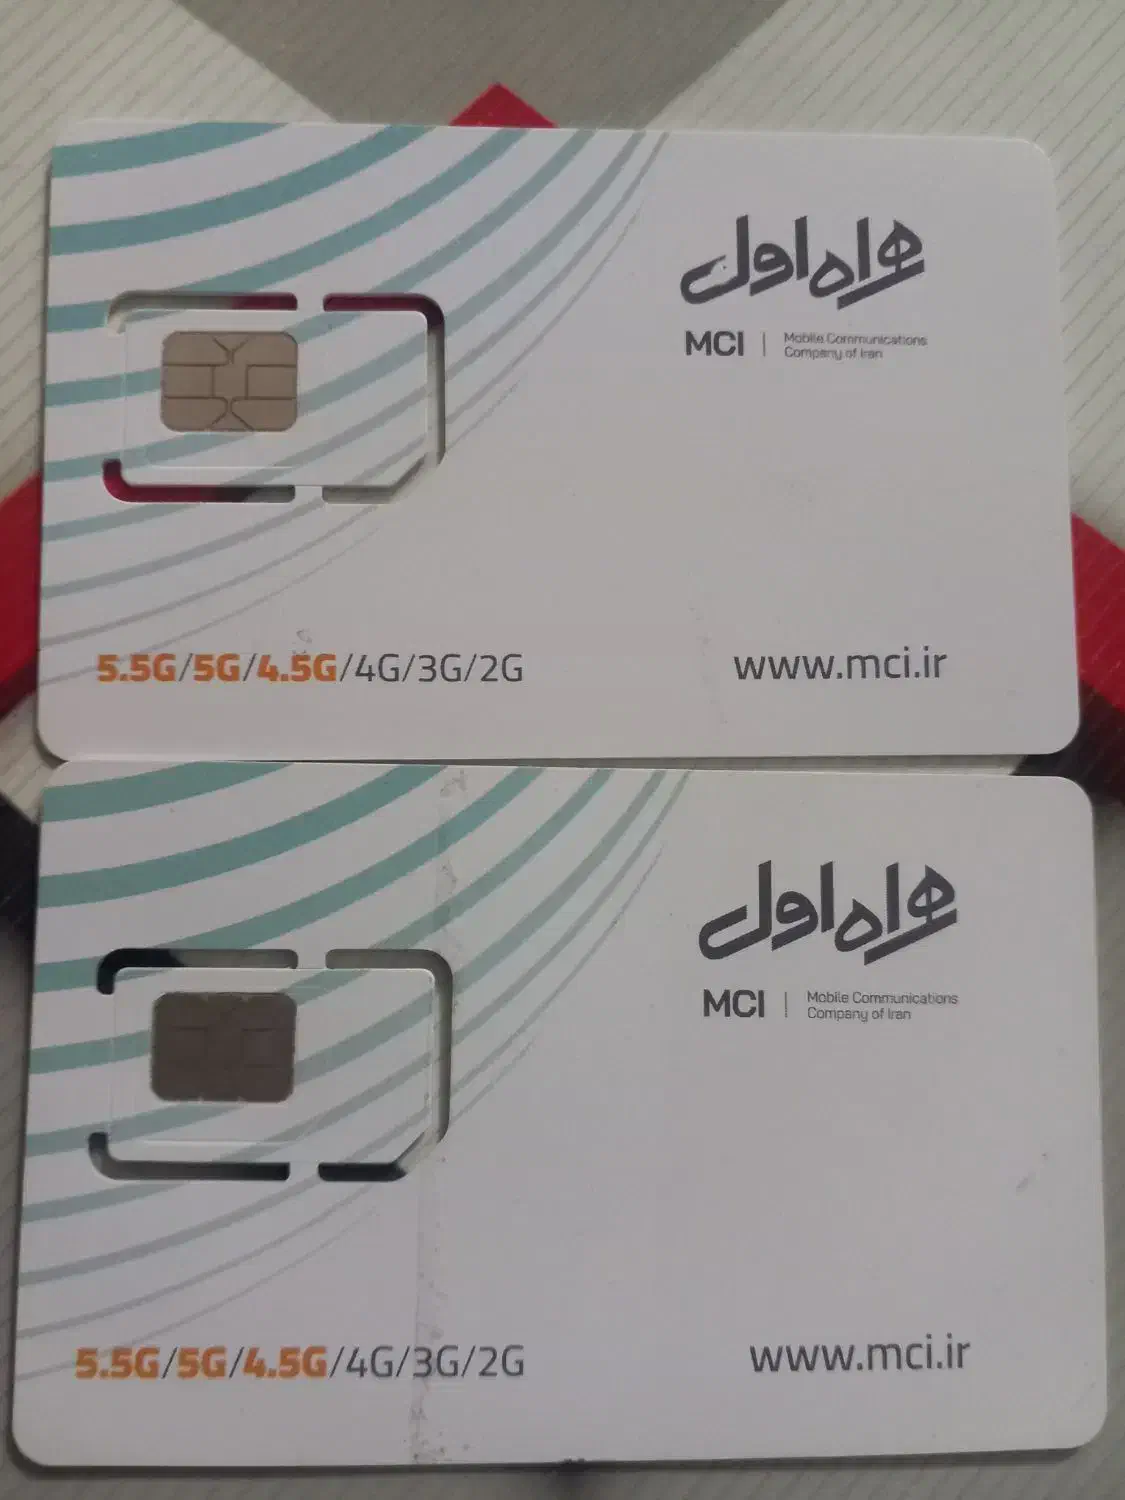 همراه اول
MCI | Mobile Communications
Company of Iran
5.5G/5G/4.5G/4G/3G/2G
www.mci.ir
همراه اول
MCI | Mobile Communications
Company of Iran
5.5G/5G/4.5G/4G/3G/2G
www.mci.ir